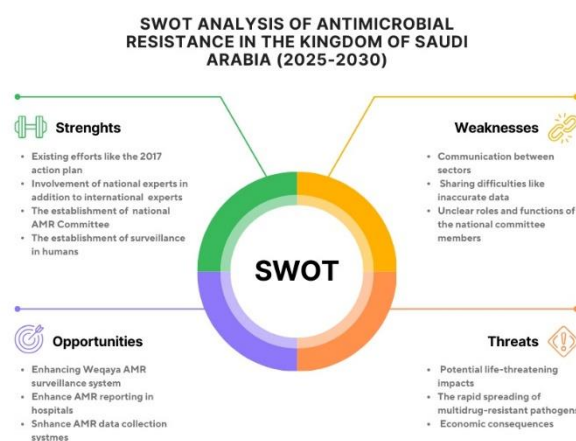 SWOT ANALYSIS OF ANTIMICROBIAL
RESISTANCE IN THE KINGDOM OF SAUDI
ARABIA (2025-2030)
Strenghts
• Existing efforts like the 2017
action plan
• Involvement of national experts in
addition to international experts
• The establishment of national
AMR Committee
• The establishment of surveillance
in humans
Weaknesses
• Communication between
sectors
• Sharing difficulties like
inaccurate data
• Unclear roles and functions of
the national committee
members
SWOT
Opportunities
• Enhancing Weqaya AMR
surveillance system
• Enhance AMR reporting in
hospitals
• Snhance AMR data collection
systmes
Threats
• Potential life-threatening
impacts
• The rapid spreading of
multidrug-resistant pathogens
• Economic consequences